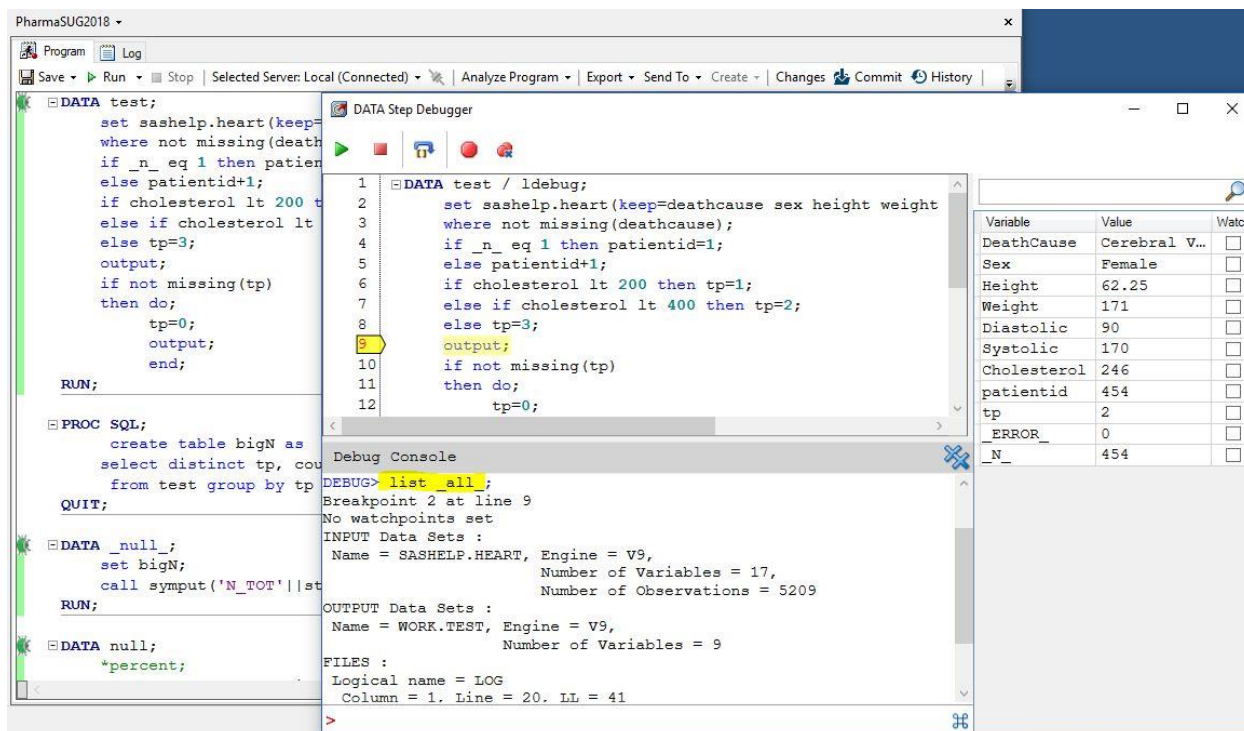 PharmaSUG2018
Program Log
Save Run Stop Selected Server: Local (Connected) Analyze Program Export Send To Create Changes Commit History
DATA test;
set sashelp.heart(keep=
where not missing(death
if _n_ eq 1 then patien
else patientid+1;
if cholesterol lt 200 t
else if cholesterol lt
else tp=3;
output;
if not missing(tp)
then do;
tp=0;
output;
end;
RUN;
PROC SQL;
create table bigN as
select distinct tp, cou
from test group by tp
QUIT;
DATA _null_;
set bigN;
call symput('N_TOT'||st
RUN;
DATA null;
*percent;
DATA Step Debugger
1 DATA test / ldebug;
2 set sashelp.heart(keep=deathcause sex height weight
3 where not missing(deathcause);
4 if _n_ eq 1 then patientid=1;
5 else patientid+1;
6 if cholesterol lt 200 then tp=1;
7 else if cholesterol lt 400 then tp=2;
8 else tp=3;
9 output;
10 if not missing(tp)
11 then do;
12 tp=0;
Debug Console
DEBUG> list _all_;
Breakpoint 2 at line 9
No watchpoints set
INPUT Data Sets :
Name = SASHELP.HEART, Engine = V9,
Number of Variables = 17,
Number of Observations = 5209
OUTPUT Data Sets :
Name = WORK.TEST, Engine = V9,
Number of Variables = 9
FILES :
Logical name = LOG
Column = 1, Line = 20, LL = 41
>
Variable Value Watc
DeathCause Cerebral V...
Sex Female
Height 62.25
Weight 171
Diastolic 90
Systolic 170
Cholesterol 246
patientid 454
tp 2
_ERROR_ 0
_N_ 454